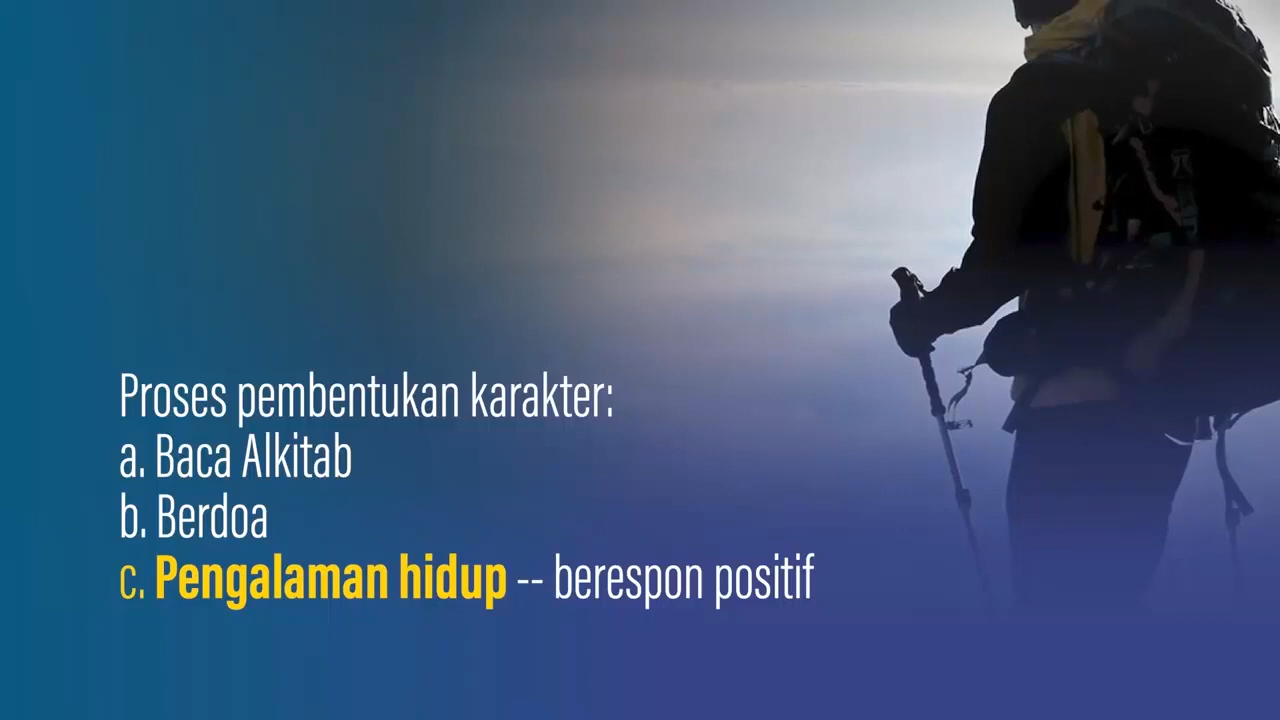 Proses pembentukan karakter:
a. Baca Alkitab
b. Berdoa
c. Pengalaman hidup -- berespon positif